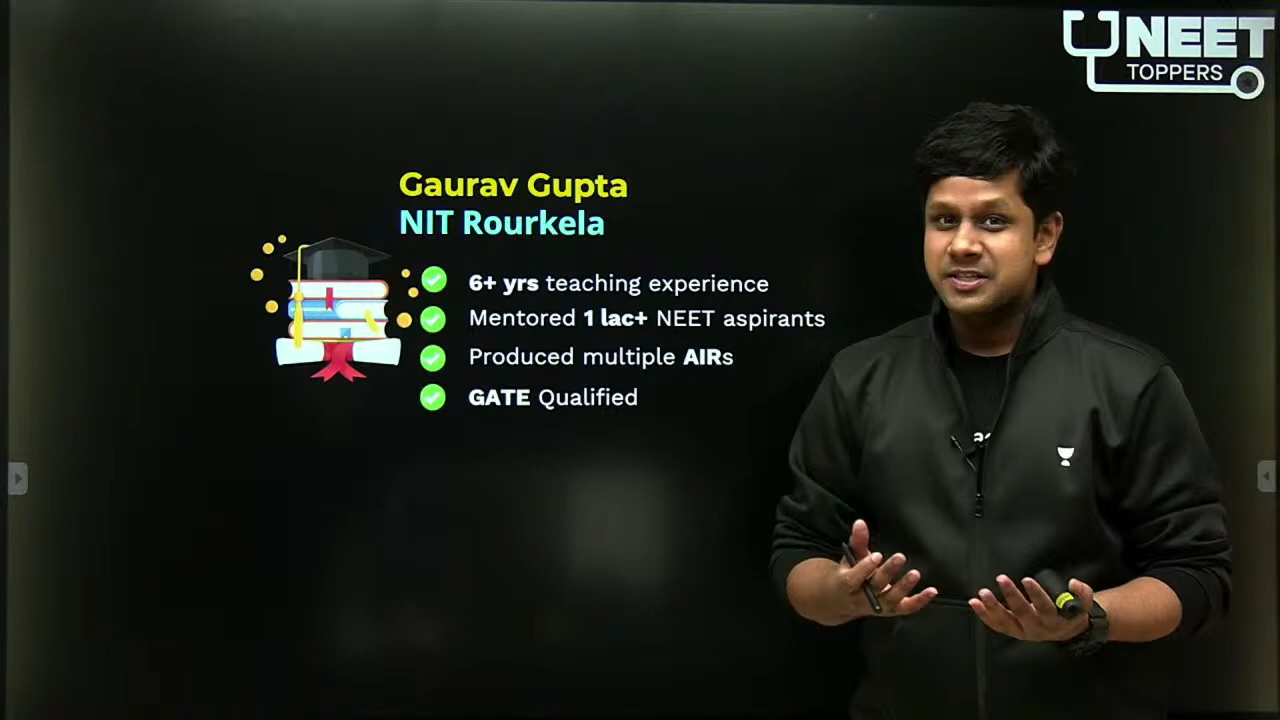 NEET
TOPPERS
Gaurav Gupta
NIT Rourkela
6+ yrs teaching experience
Mentored 1 lac+ NEET aspirants
Produced multiple AIRs
GATE Qualified